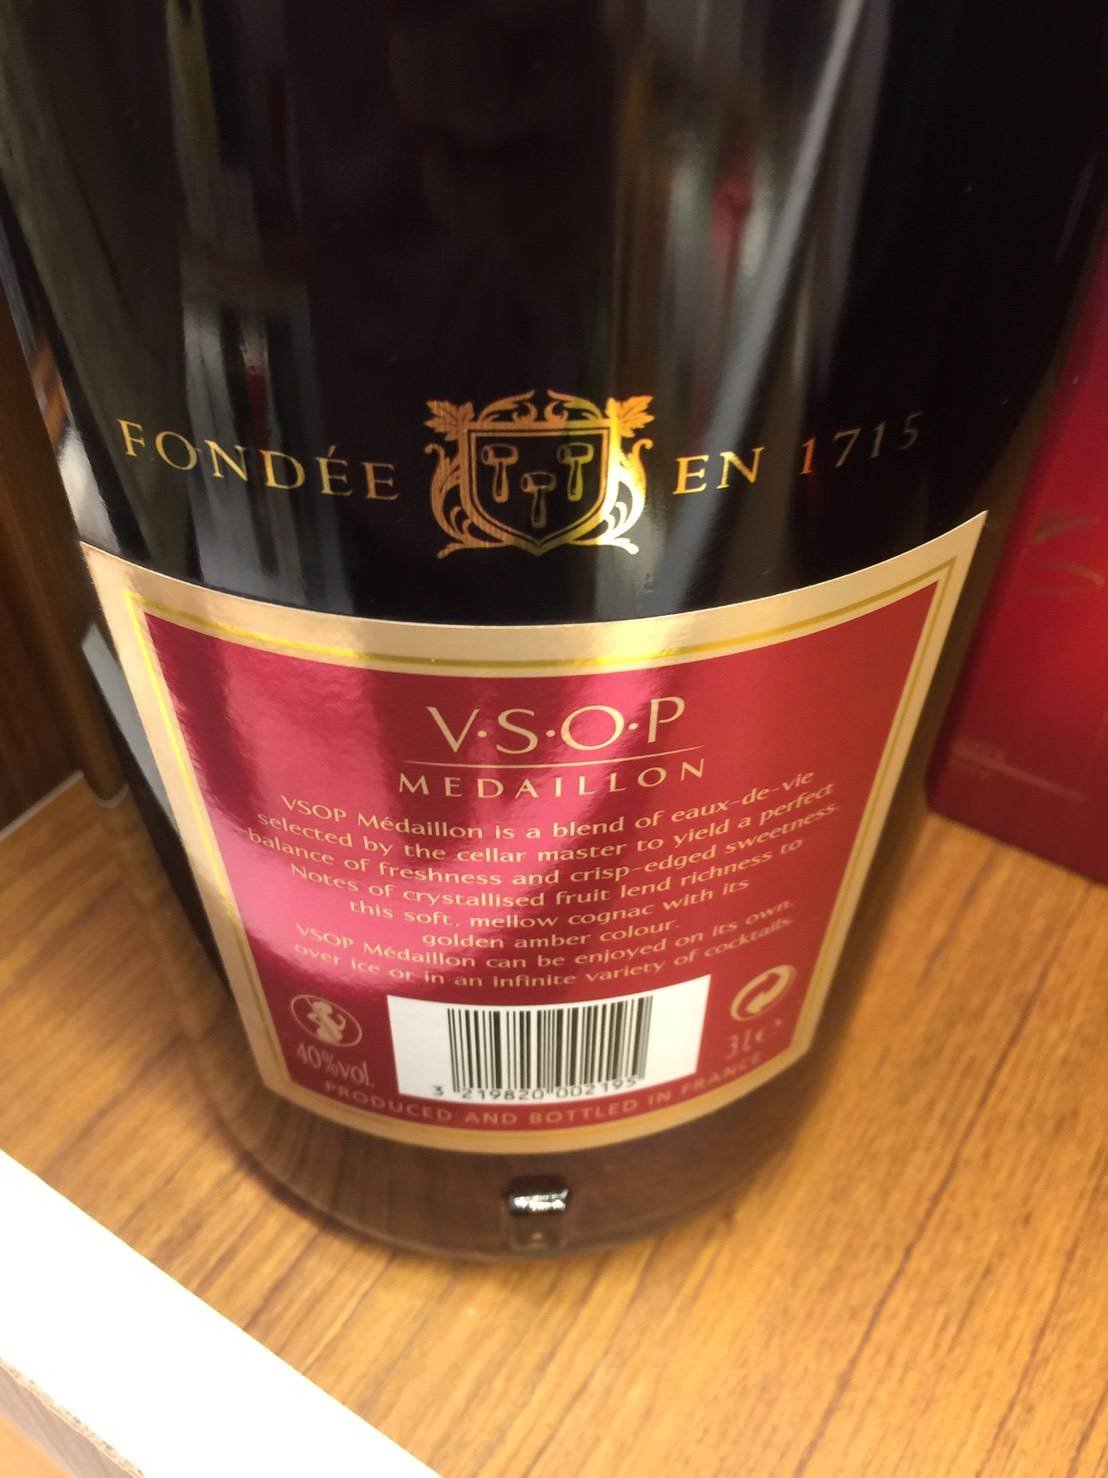 FONDÉE EN 1715
V·S·O·P
MEDAILLON
VSOP Médaillon is a blend of eaux-de-vie
selected by the cellar master to yield a perfect
balance of freshness and crisp-edged sweetness.
Notes of crystallised fruit lend richness to
this soft, mellow cognac with its
golden amber colour.
VSOP Médaillon can be enjoyed on its own,
over ice or in an infinite variety of cocktails.
40%vol.
3 219820 002195
3 l e
PRODUCED AND BOTTLED IN FRANCE